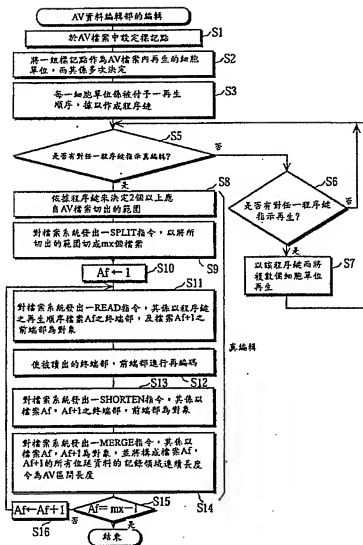 AV資料編輯部的編輯
S1
於AV檔案中設定標記點
S2
將一組標記點作為AV檔案內再生的細胞
單位，而其係多次決定
S3
每一細胞單位係被付予一再生
順序，據以作成程序鏈
S5
是否有對任一程序鏈指示真編輯?
否
是
S6
是否有對任一程序鏈
指示再生?
否
是
S7
以該程序鏈而將
複數個細胞單位
再生
S8
依據程序鏈來決定2個以上應
自AV檔案切出的範圍
對檔案系統發出一SPLIT指令，以將所
切出的範圍切成mx個檔案
S9
Af←1
S10
S11
對檔案系統發出一READ指令，其係以程序鏈
之再生順序檔案Af之終端部，及檔案Af+1之
前端部為對象
使被讀出的終端部，前端部進行再編碼
S12
S13
對檔案系統發出一SHORTEN指令，其係以
檔案Af，Af+1之終端部，前端部為對象
對檔案系統發出一MERGE指令，其係以
檔案Af，Af+1為對象，並將構成檔案Af，
Af+1的所有位延資料的記錄領域連續長度
令為AV區間長度
S14
真編輯
S15
Af=mx-1
否
是
Af←Af+1
S16
結束